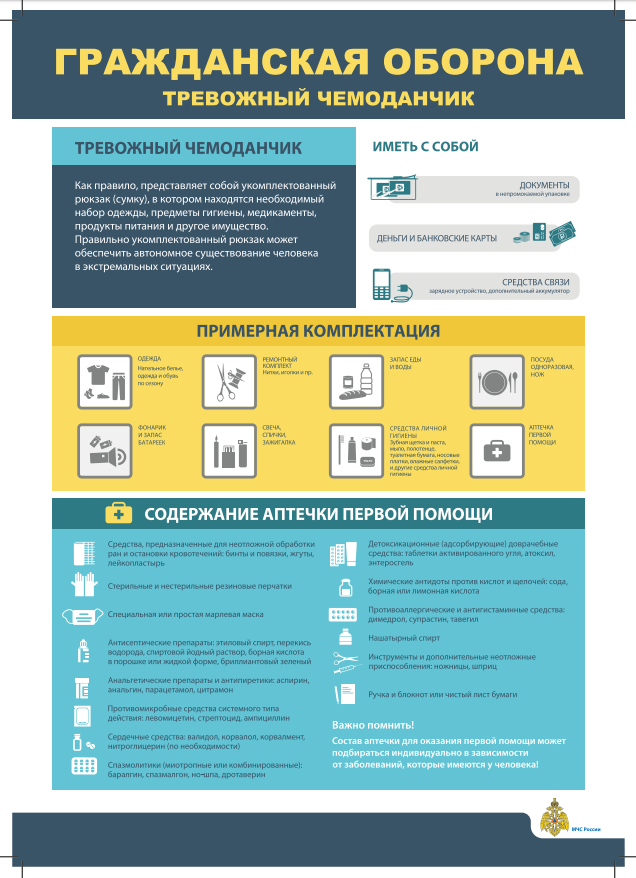 ГРАЖДАНСКАЯ ОБОРОНА
ТРЕВОЖНЫЙ ЧЕМОДАНЧИК
ТРЕВОЖНЫЙ ЧЕМОДАНЧИК
Как правило, представляет собой укомплектованный
рюкзак (сумку), в котором находятся необходимый
набор одежды, предметы гигиены, медикаменты,
продукты питания и другое имущество.
Правильно укомплектованный рюкзак может
обеспечить автономное существование человека
в экстремальных ситуациях.
ИМЕТЬ С СОБОЙ
ДОКУМЕНТЫ
в непромокаемой упаковке
ДЕНЬГИ И БАНКОВСКИЕ КАРТЫ
СРЕДСТВА СВЯЗИ
зарядное устройство, дополнительный аккумулятор
ПРИМЕРНАЯ КОМПЛЕКТАЦИЯ
ОДЕЖДА
Нательное белье,
одежда и обувь
по сезону
РЕМОНТНЫЙ
КОМПЛЕКТ
Нитки, иголки и пр.
ЗАПАС ЕДЫ
И ВОДЫ
ПОСУДА
ОДНОРАЗОВАЯ,
НОЖ
ФОНАРИК
И ЗАПАС
БАТАРЕЕК
СВЕЧА,
СПИЧКИ,
ЗАЖИГАЛКА
СРЕДСТВА ЛИЧНОЙ
ГИГИЕНЫ
Зубная щетка и паста,
мыло, полотенце,
туалетная бумага, носовые
платки, влажные салфетки,
и другие средства личной
гигиены
АПТЕЧКА
ПЕРВОЙ
ПОМОЩИ
СОДЕРЖАНИЕ АПТЕЧКИ ПЕРВОЙ ПОМОЩИ
Средства, предназначенные для неотложной обработки
ран и остановки кровотечений: бинты и повязки, жгуты,
лейкопластырь
Стерильные и нестерильные резиновые перчатки
Специальная или простая марлевая маска
Антисептические препараты: этиловый спирт, перекись
водорода, спиртовой йодный раствор, борная кислота
в порошке или жидкой форме, бриллиантовый зеленый
Анальгетические препараты и антипиретики: аспирин,
анальгин, парацетамол, цитрамон
Противомикробные средства системного типа
действия: левомицетин, стрептоцид, ампициллин
Сердечные средства: валидол, корвалол, корвалмент,
нитроглицерин (по необходимости)
Спазмолитики (миотропные или комбинированные):
баралгин, спазмалгон, но-шпа, дротаверин
Детоксикационные (адсорбирующие) доврачебные
средства: таблетки активированного угля, атоксил,
энтеросгель
Химические антидоты против кислот и щелочей: сода,
борная или лимонная кислота
Противоаллергические и антигистаминные средства:
димедрол, супрастин, тавегил
Нашатырный спирт
Инструменты и дополнительные неотложные
приспособления: ножницы, шприц
Ручка и блокнот или чистый лист бумаги
Важно помнить!
Состав аптечки для оказания первой помощи может
подбираться индивидуально в зависимости
от заболеваний, которые имеются у человека!
МЧС России